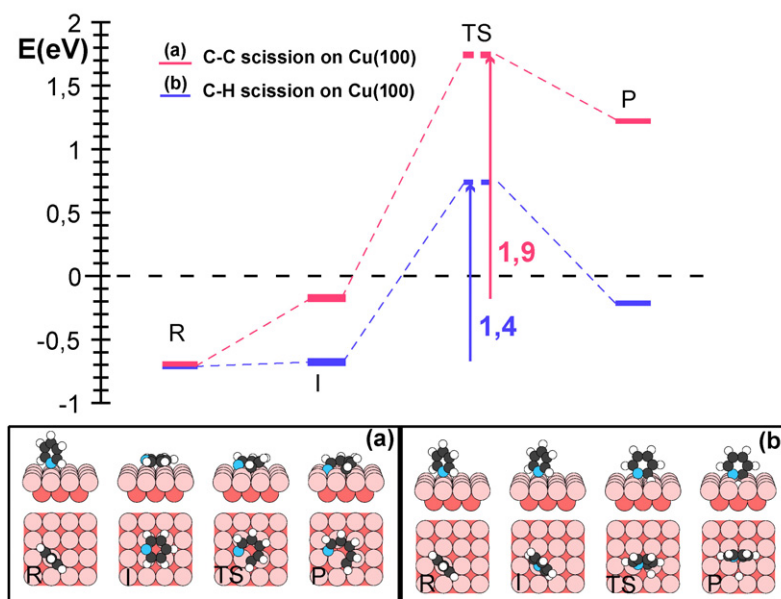 2
TS
E(eV)
(a) C-C scission on Cu(100)
1,5
(b) C-H scission on Cu(100)
P
1
0,5
1,9
0
R
1,4
-0,5
I
-1
(a)
(b)
R I TS P
R I TS P